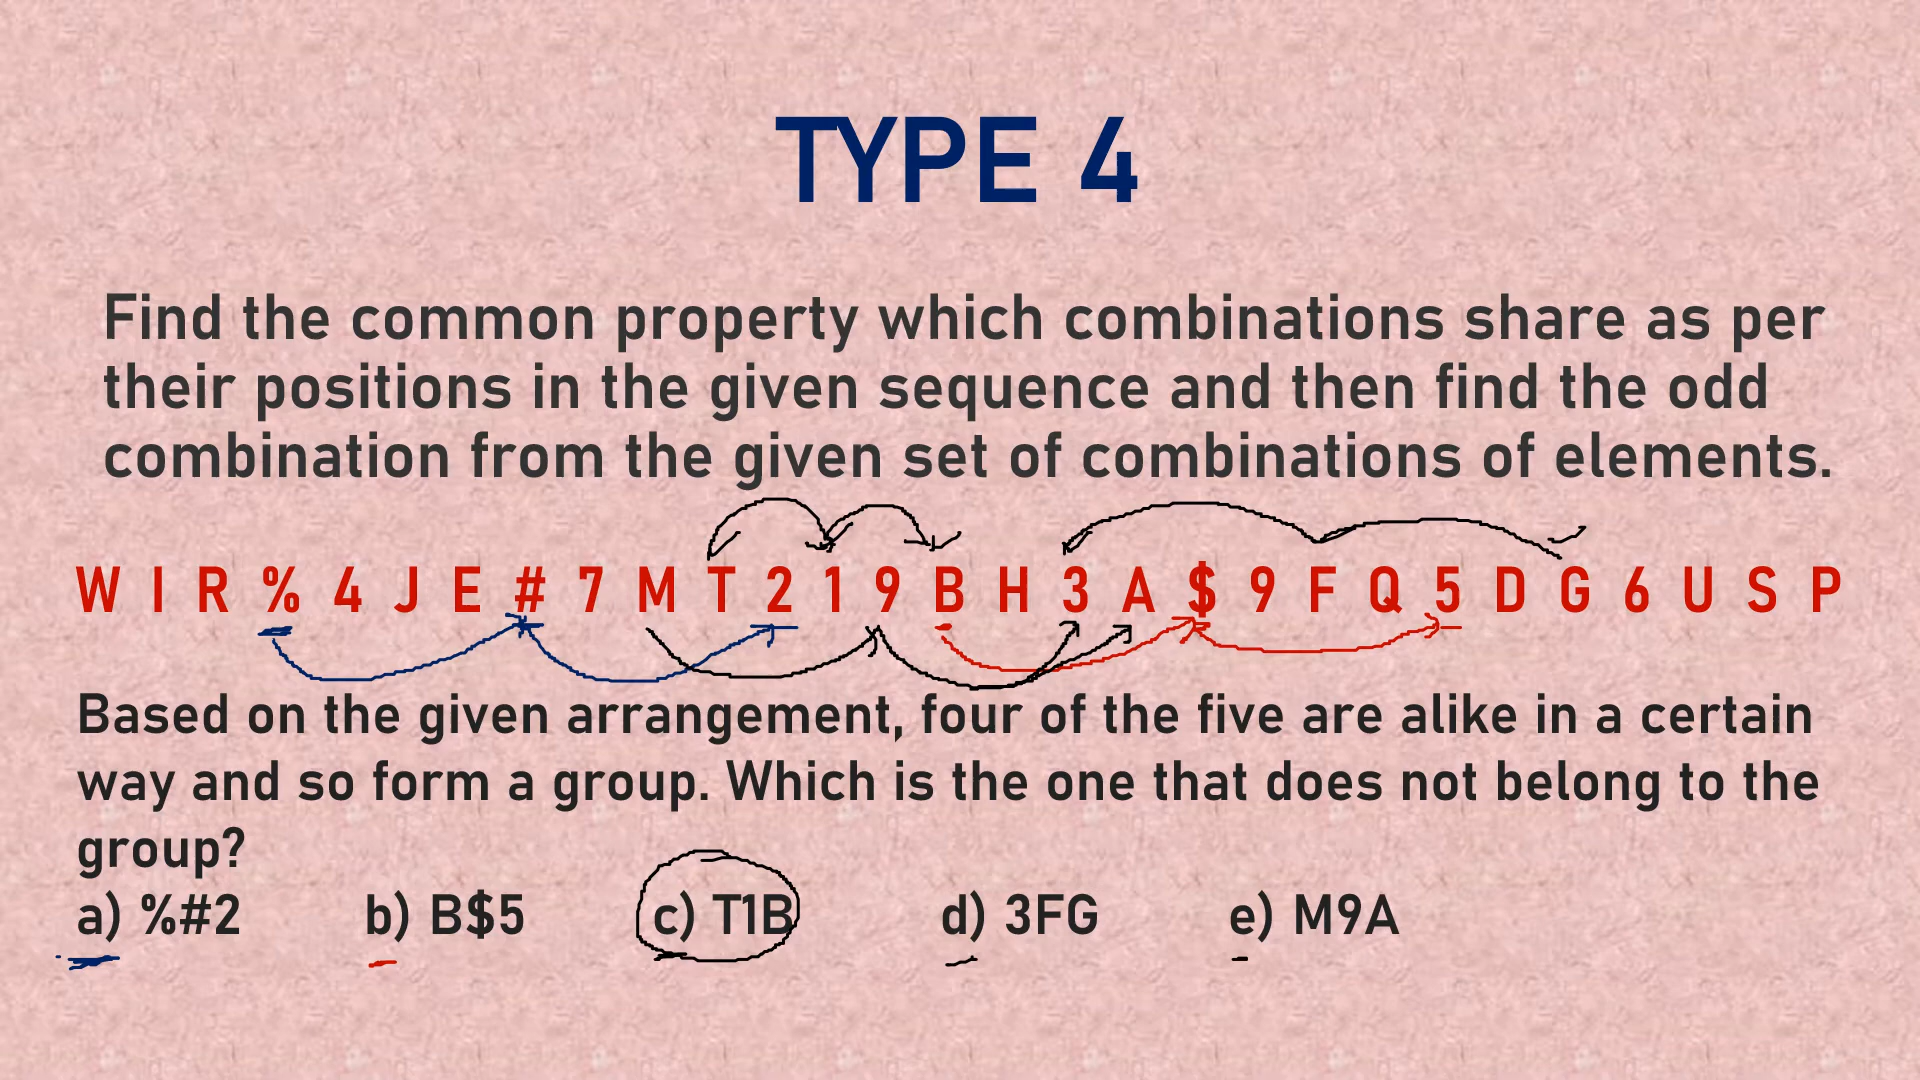 TYPE 4
Find the common property which combinations share as per
their positions in the given sequence and then find the odd
combination from the given set of combinations of elements.
W I R % 4 J E # 7 M T 2 1 9 B H 3 A $ 9 F Q 5 D G 6 U S P
Based on the given arrangement, four of the five are alike in a certain
way and so form a group. Which is the one that does not belong to the
group?
a) %#2 b) B$5 c) T1B d) 3FG e) M9A